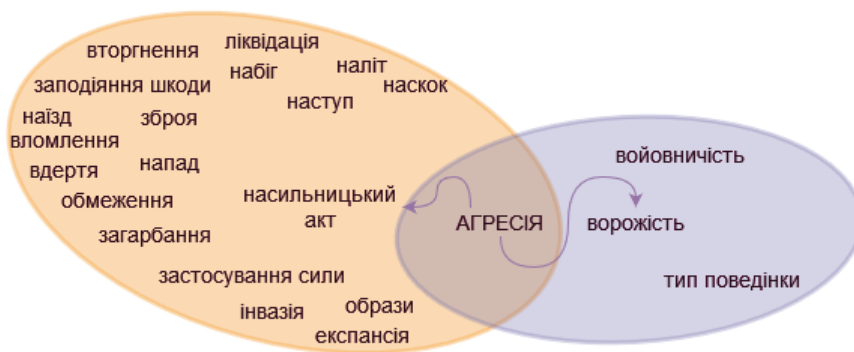 вторгнення
ліквідація
заподіяння шкоди
набіг
наліт
наскок
наступ
наїзд
зброя
вломлення
вдертя
напад
обмеження
насильницький
акт
загарбання
застосування сили
інвазія
образи
експансія
АГРЕСІЯ
войовничість
ворожість
тип поведінки